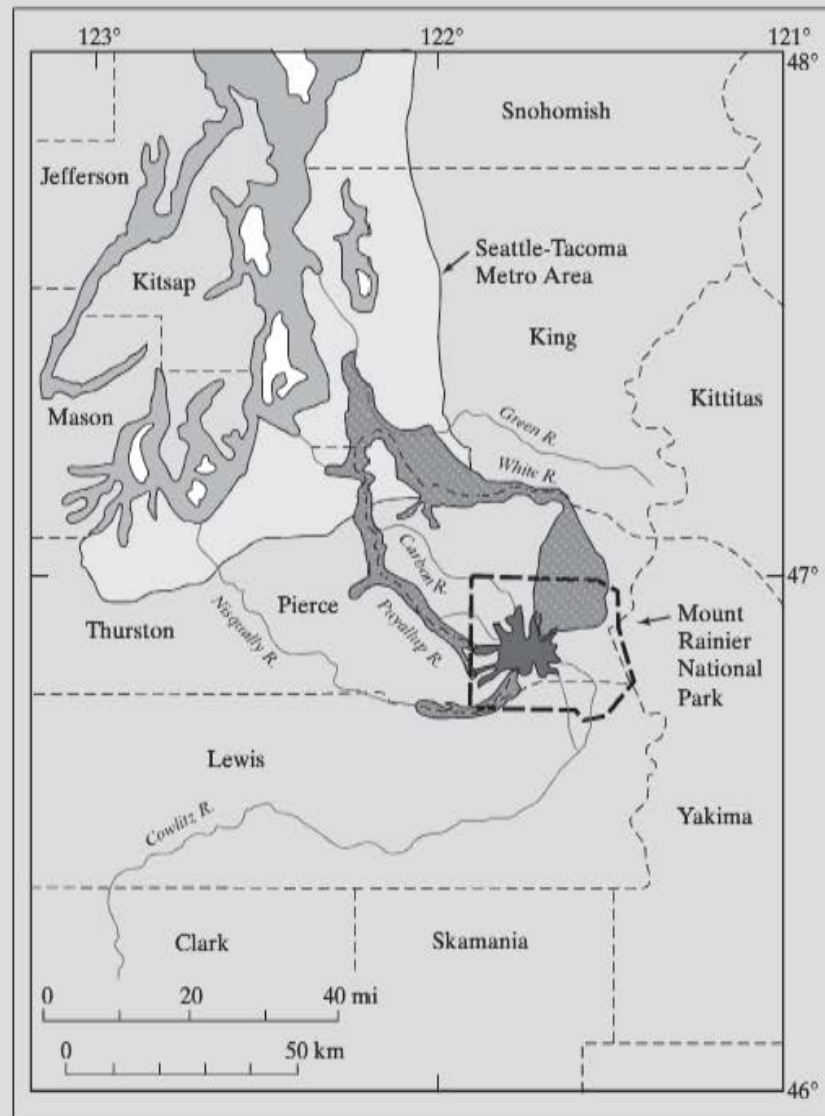 123°
122°
121°
48°
Snohomish
Jefferson
Seattle-Tacoma
Metro Area
Kitsap
King
Kittitas
Mason
Green R.
White R.
47°
Carbon R.
Pierce
Mount
Rainier
National
Park
Thurston
Nisqually R.
Puyallup R.
Lewis
Yakima
Cowlitz R.
Clark
Skamania
0 20 40 mi
0 50 km
46°